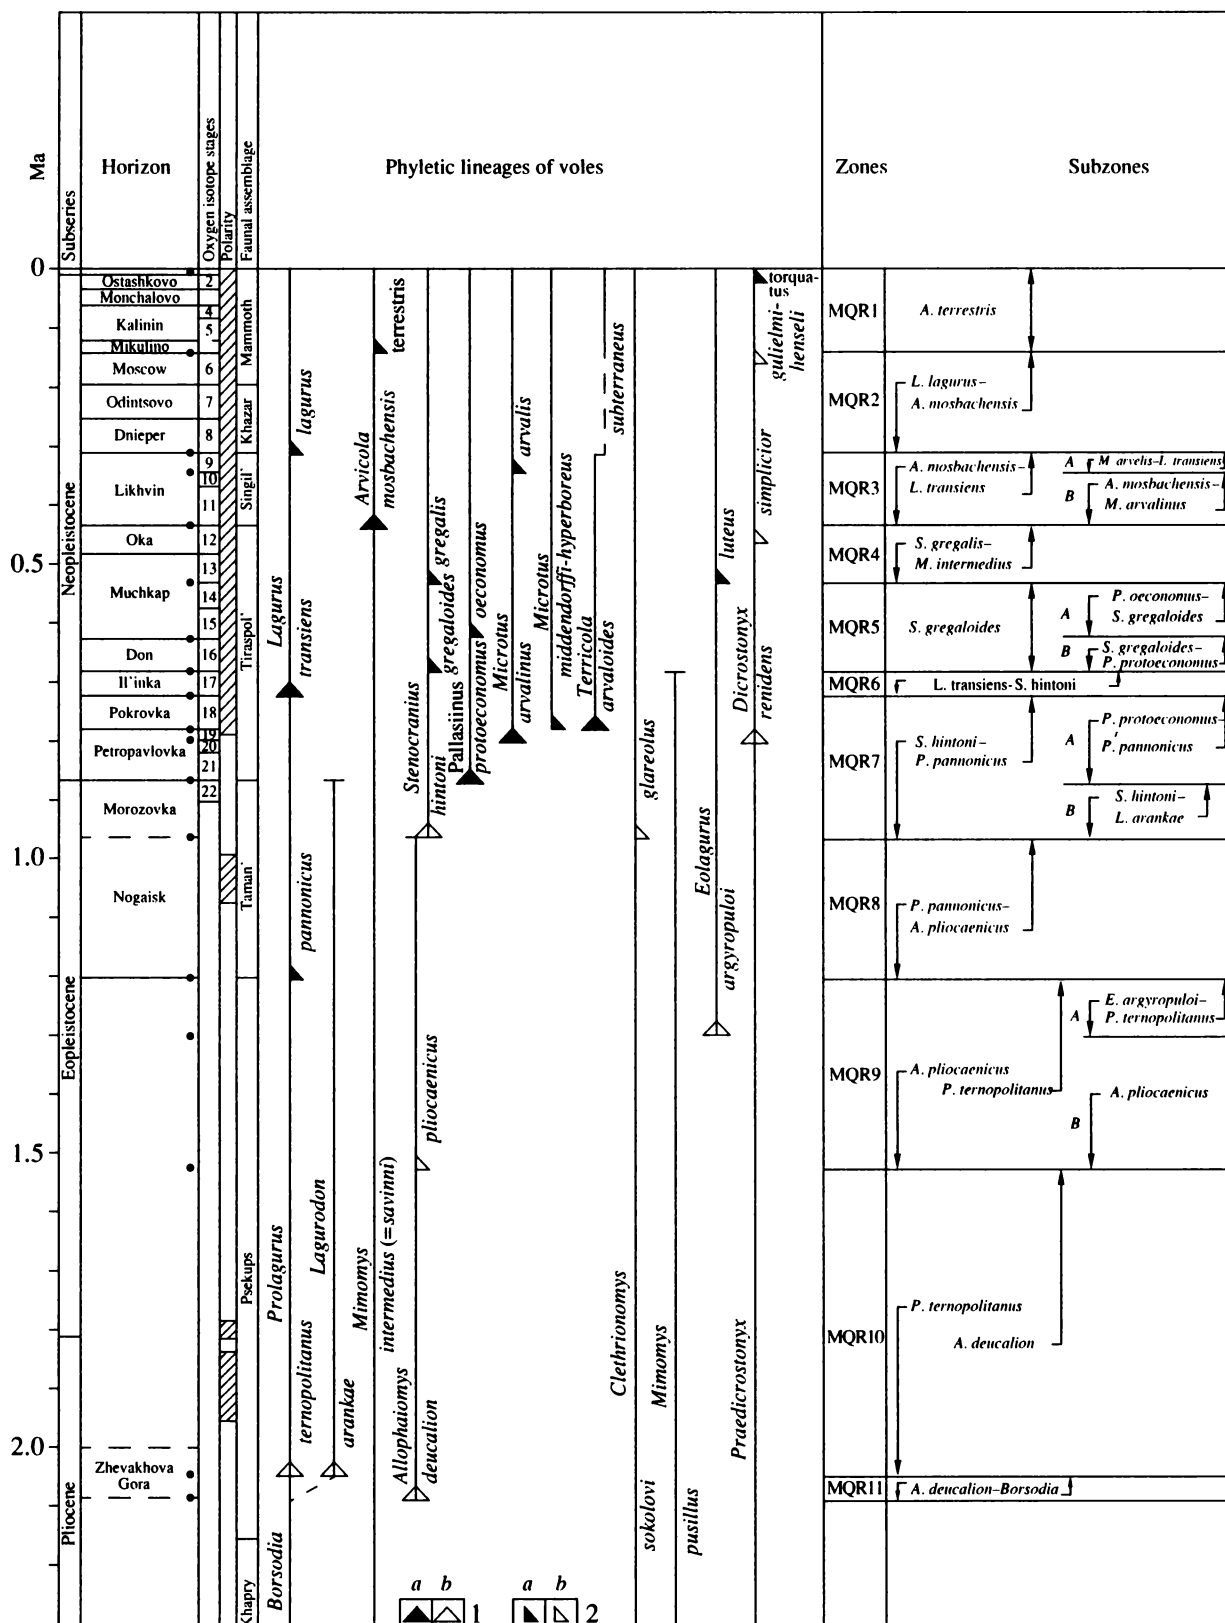 Ma
Subseries
Horizon
Oxygen isotope stages
Polarity
Faunal assemblage
Phyletic lineages of voles
Zones
Subzones
0
0.5
1.0
1.5
2.0
Neopleistocene
Eopleistocene
Pliocene
Ostashkovo
Monchalovo
Kalinin
Mikulino
Moscow
Odintsovo
Dnieper
Likhvin
Oka
Muchkap
Don
Il`inka
Pokrovka
Petropavlovka
Morozovka
Nogaisk
Zhevakhova
Gora
2
4
5
6
7
8
9
10
11
12
13
14
15
16
17
18
19
20
21
22
Mammoth
Khazar
Singil`
Tiraspol`
Taman`
Psekups
Khapry
lagurus
Lagurus
transiens
pannonicus
Prolagurus
ternopolitanus
Borsodia
Lagurodon
arankae
terrestris
Arvicola
mosbachensis
Mimomys
intermedius (=savinni)
gregalis
gregaloides
Stenocranius
hintoni
pliocaenicus
Allophaiomys
deucalion
oeconomus
Pallasiinus
protoeconomus
arvalis
Microtus
arvalinus
Microtus
middendorffi-hyperboreus
subterraneus
Terricola
arvaloides
glareolus
Clethrionomys
sokolovi
Mimomys
pusillus
luteus
Eolagurus
argyropuloi
torqua-
tus
gulielmi-
henseli
simplicior
Dicrostonyx
renidens
Praedicrostonyx
MQR1
A. terrestris
MQR2
L. lagurus–
A. mosbachensis
MQR3
A. mosbachensis–
L. transiens
A
M. arvelis–L. transiens
B
A. mosbachensis–
M. arvalinus
MQR4
S. gregalis–
M. intermedius
MQR5
S. gregaloides
A
P. oeconomus–
S. gregaloides
B
S. gregaloides–
P. protoeconomus
MQR6
L. transiens-S. hintoni
MQR7
S. hintoni–
P. pannonicus
A
P. protoeconomus–
P. pannonicus
B
S. hintoni–
L. arankae
MQR8
P. pannonicus–
A. pliocaenicus
MQR9
A. pliocaenicus
P. ternopolitanus
A
E. argyropuloi–
P. ternopolitanus
B
A. pliocaenicus
MQR10
P. ternopolitanus
A. deucalion
MQR11
A. deucalion–Borsodia
a b
1
a b
2